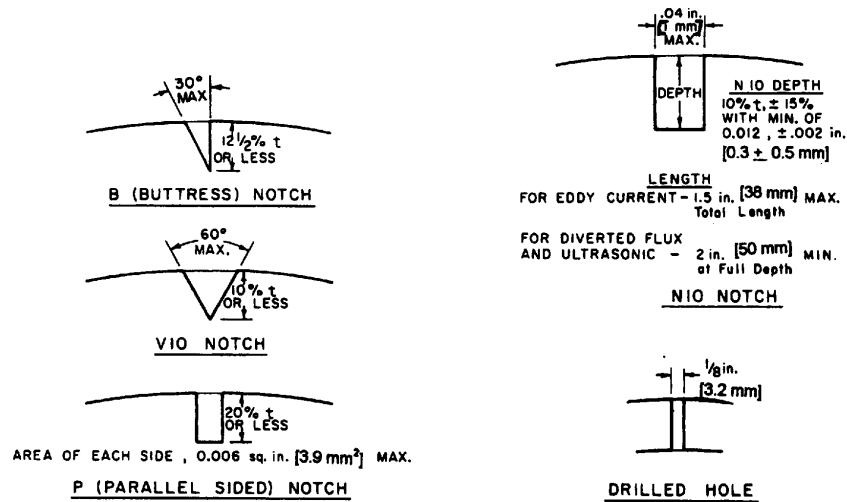 30°
MAX
12 1/2% t
OR LESS
B (BUTTRESS) NOTCH
60°
MAX.
10% t
OR LESS
V10 NOTCH
20% t
OR LESS
AREA OF EACH SIDE , 0.006 sq. in. [3.9 mm²] MAX.
P (PARALLEL SIDED) NOTCH
.04 in.
[1 mm]
MAX.
DEPTH
N10 DEPTH
10% t, ± 15%
WITH MIN. OF
0.012 , ±.002 in.
[0.3 ± 0.5 mm]
LENGTH
FOR EDDY CURRENT - 1.5 in. [38 mm] MAX.
Total Length
FOR DIVERTED FLUX
AND ULTRASONIC - 2 in. [50 mm] MIN.
at Full Depth
N10 NOTCH
1/8 in.
[3.2 mm]
DRILLED HOLE